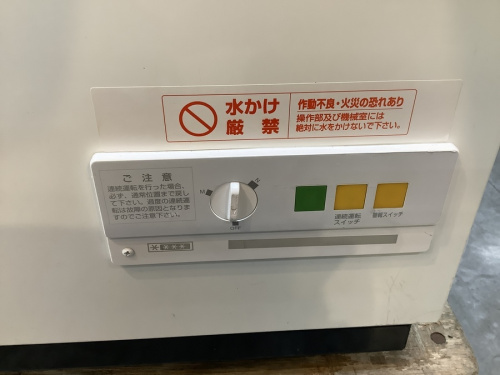 水かけ
厳禁
作動不良・火災の恐れあり
操作部及び機械室には
絶対に水をかけないで下さい。
ご注意
連続運転を行った場合、
必ず、通常位置まで戻し
て下さい。過度の連続運
転は故障の原因となりま
すのでご注意下さい。
M
OFF
連続運転
スイッチ
警報スイッチ